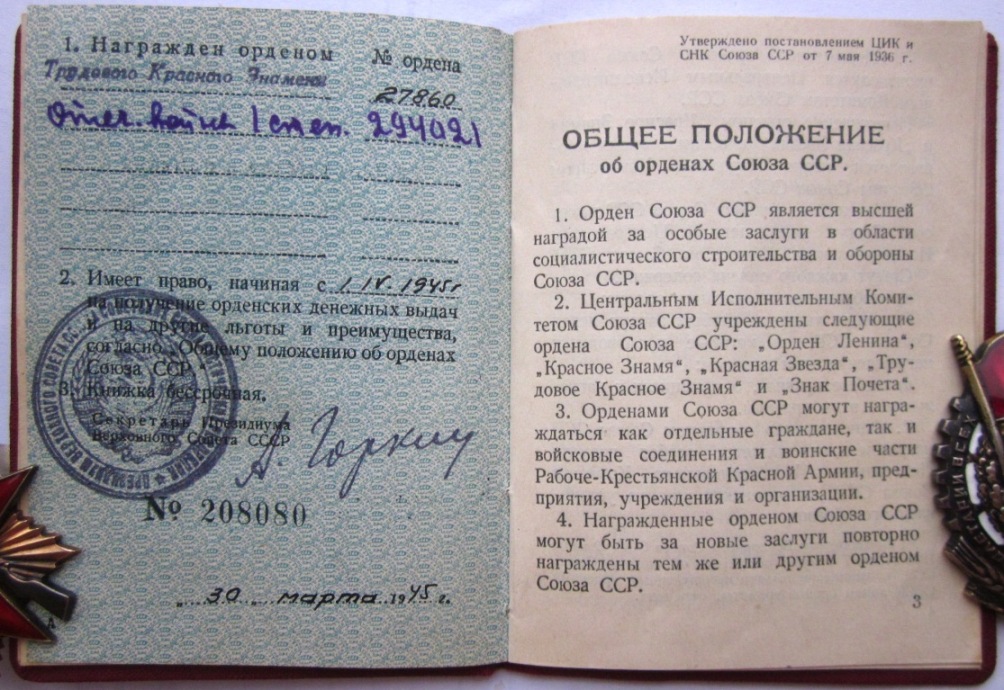 1. Награжден орденом № ордена
Трудового Красного Знамени 27860
Отеч. войны I степ. 294021
2. Имеет право, начиная с 1.IV.1945г
на получение орденских денежных выдач
и на другие льготы и преимущества,
согласно „Общему положению об орденах
Союза ССР."
3. Книжка бессрочная.
Секретарь Президиума
Верховного Совета СССР
А. Горкин
№ 208080
„ 30 „ марта 1945 г.
Утверждено постановлением ЦИК и
СНК Союза ССР от 7 мая 1936 г.
ОБЩЕЕ ПОЛОЖЕНИЕ
об орденах Союза ССР.
1. Орден Союза ССР является высшей
наградой за особые заслуги в области
социалистического строительства и обороны
Союза ССР.
2. Центральным Исполнительным Коми-
тетом Союза ССР учреждены следующие
ордена Союза ССР: „Орден Ленина",
„Красное Знамя", „Красная Звезда", „Тру-
довое Красное Знамя" и „Знак Почета".
3. Орденами Союза ССР могут награ-
ждаться как отдельные граждане, так и
войсковые соединения и воинские части
Рабоче-Крестьянской Красной Армии, пред-
приятия, учреждения и организации.
4. Награжденные орденом Союза ССР
могут быть за новые заслуги повторно
награждены тем же или другим орденом
Союза ССР.
3